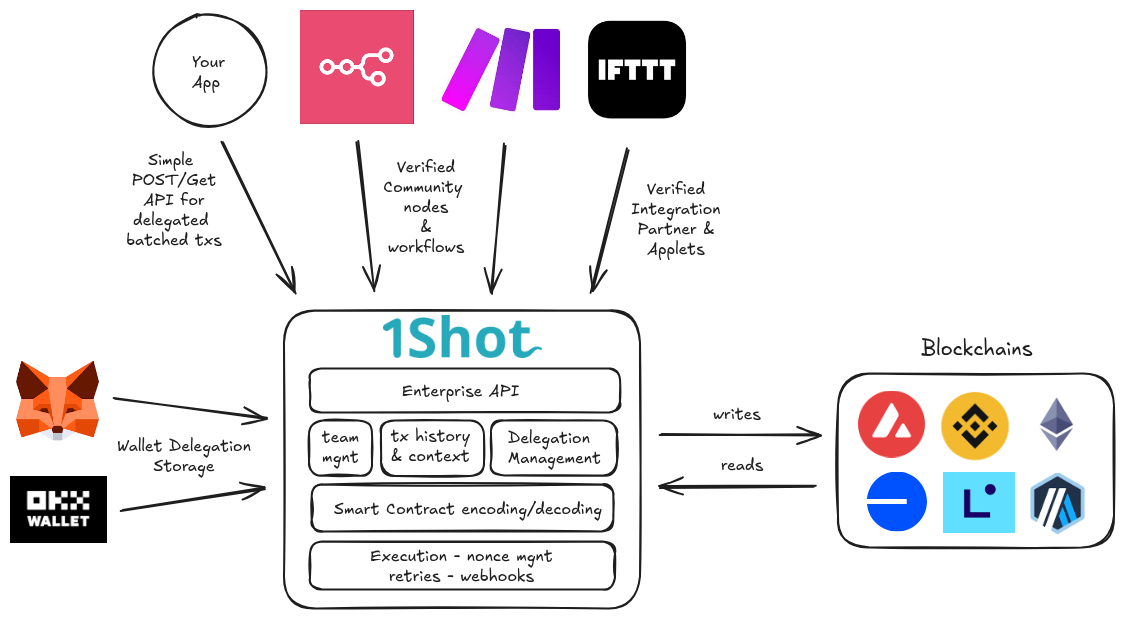 Your
App
IFTTT
Simple
POST/Get
API for
delegated
batched txs
Verified
Community
nodes
&
workflows
Verified
Integration
Partner &
Applets
1Shot
Enterprise API
team
mgnt
tx history
& context
Delegation
Management
Smart Contract encoding/decoding
Execution - nonce mgnt
retries - webhooks
Wallet Delegation
Storage
OKX
WALLET
writes
reads
Blockchains
L